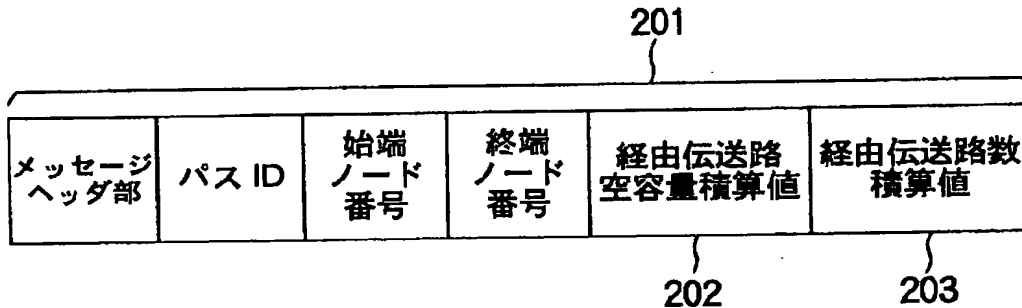 201
メッセージ
ヘッダ部
パス ID
始端
ノード
番号
終端
ノード
番号
経由伝送路
空容量積算値
経由伝送路数
積算値
202
203